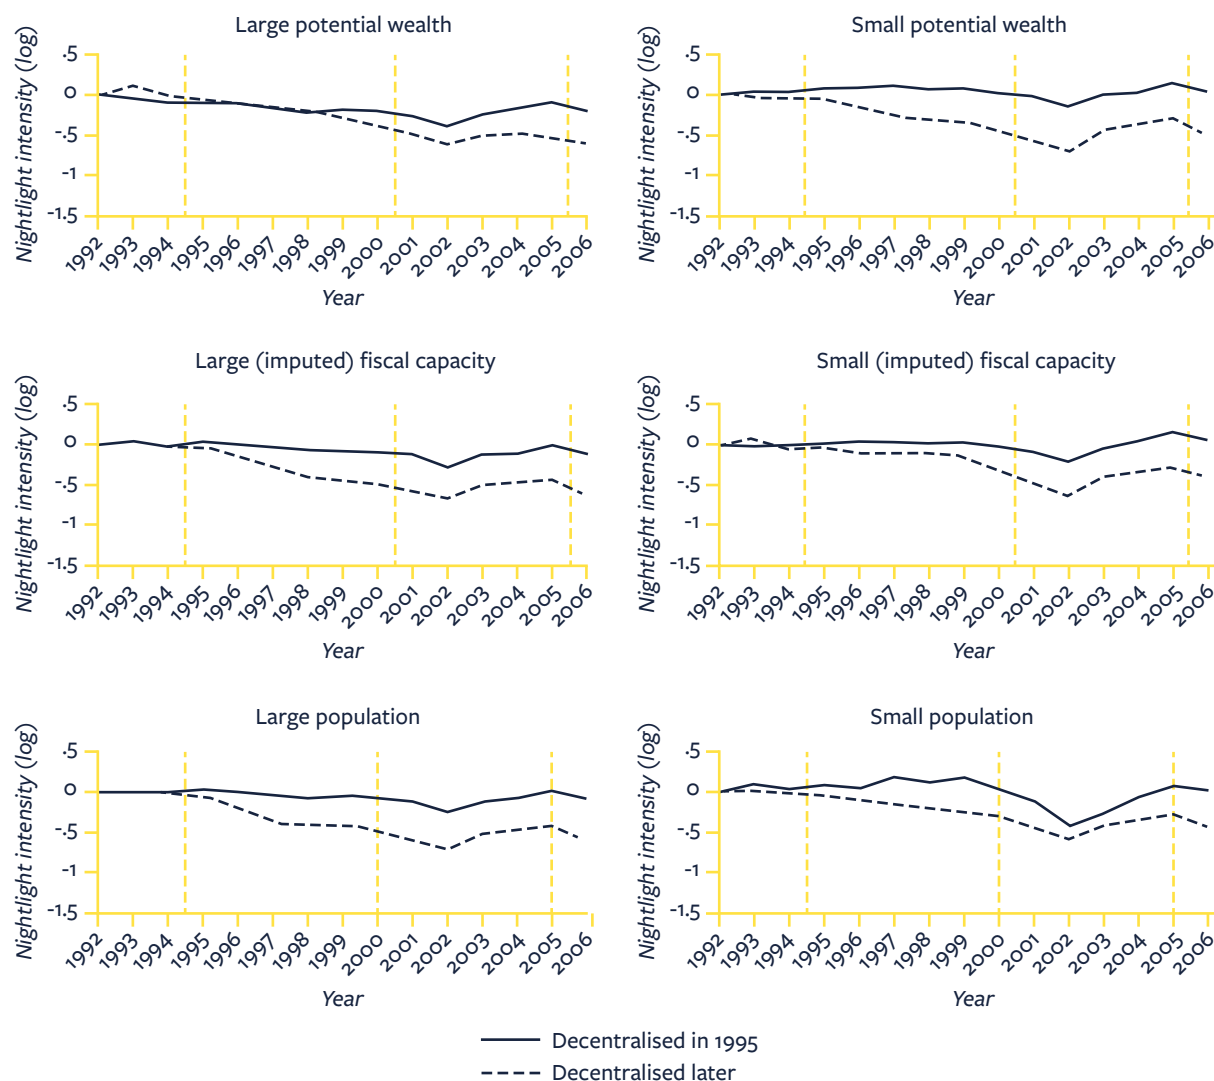 Large potential wealth
Nightlight intensity (log)
.5
0
-.5
-1
-1.5
1992 1993 1994 1995 1996 1997 1998 1999 2000 2001 2002 2003 2004 2005 2006
Year
Small potential wealth
Nightlight intensity (log)
.5
0
-.5
-1
-1.5
1992 1993 1994 1995 1996 1997 1998 1999 2000 2001 2002 2003 2004 2005 2006
Year
Large (imputed) fiscal capacity
Nightlight intensity (log)
.5
0
-.5
-1
-1.5
1992 1993 1994 1995 1996 1997 1998 1999 2000 2001 2002 2003 2004 2005 2006
Year
Small (imputed) fiscal capacity
Nightlight intensity (log)
.5
0
-.5
-1
-1.5
1992 1993 1994 1995 1996 1997 1998 1999 2000 2001 2002 2003 2004 2005 2006
Year
Large population
Nightlight intensity (log)
.5
0
-.5
-1
-1.5
1992 1993 1994 1995 1996 1997 1998 1999 2000 2001 2002 2003 2004 2005 2006
Year
Small population
Nightlight intensity (log)
.5
0
-.5
-1
-1.5
1992 1993 1994 1995 1996 1997 1998 1999 2000 2001 2002 2003 2004 2005 2006
Year
Decentralised in 1995
Decentralised later